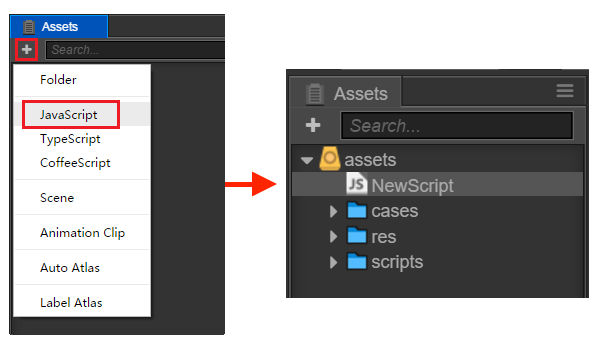 Assets
Search...
Folder
JavaScript
TypeScript
CoffeeScript
Scene
Animation Clip
Auto Atlas
Label Atlas
Assets
Search...
assets
JS NewScript
cases
res
scripts